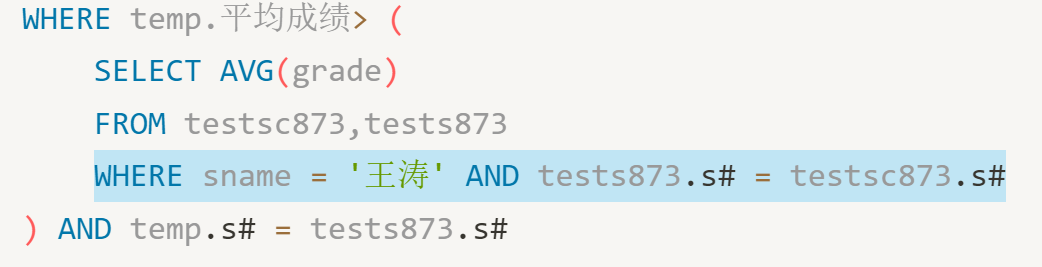 WHERE temp.平均成绩> (
SELECT AVG(grade)
FROM testsc873,tests873
WHERE sname = '王涛' AND tests873.s# = testsc873.s#
) AND temp.s# = tests873.s#